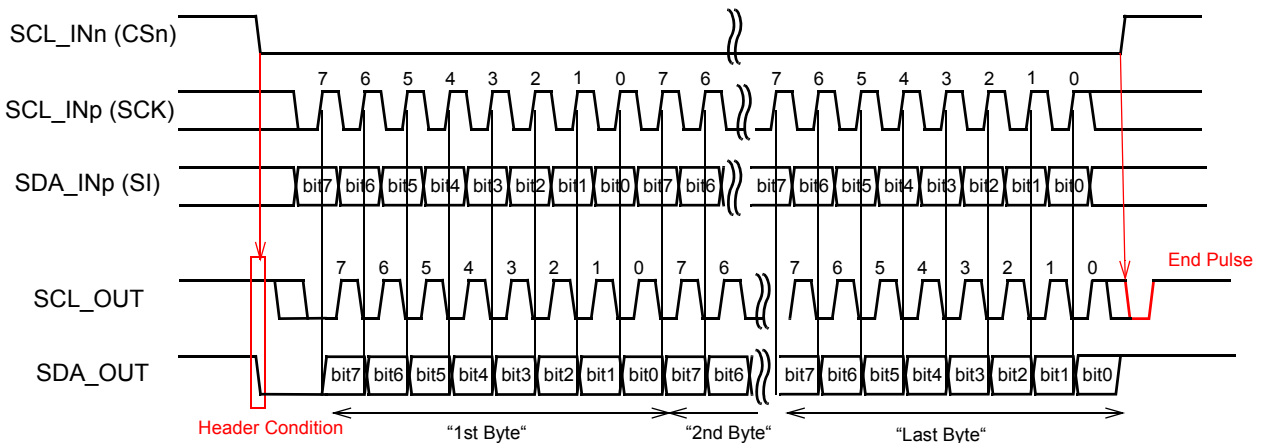 SCL_INn (CSn)
7 6 5 4 3 2 1 0 7 6 7 6 5 4 3 2 1 0
SCL_INp (SCK)
SDA_INp (SI) bit7 bit6 bit5 bit4 bit3 bit2 bit1 bit0 bit7 bit6 bit7 bit6 bit5 bit4 bit3 bit2 bit1 bit0
7 6 5 4 3 2 1 0 7 6 7 6 5 4 3 2 1 0 End Pulse
SCL_OUT
SDA_OUT bit7 bit6 bit5 bit4 bit3 bit2 bit1 bit0 bit7 bit6 bit7 bit6 bit5 bit4 bit3 bit2 bit1 bit0
Header Condition "1st Byte“ "2nd Byte“ "Last Byte“